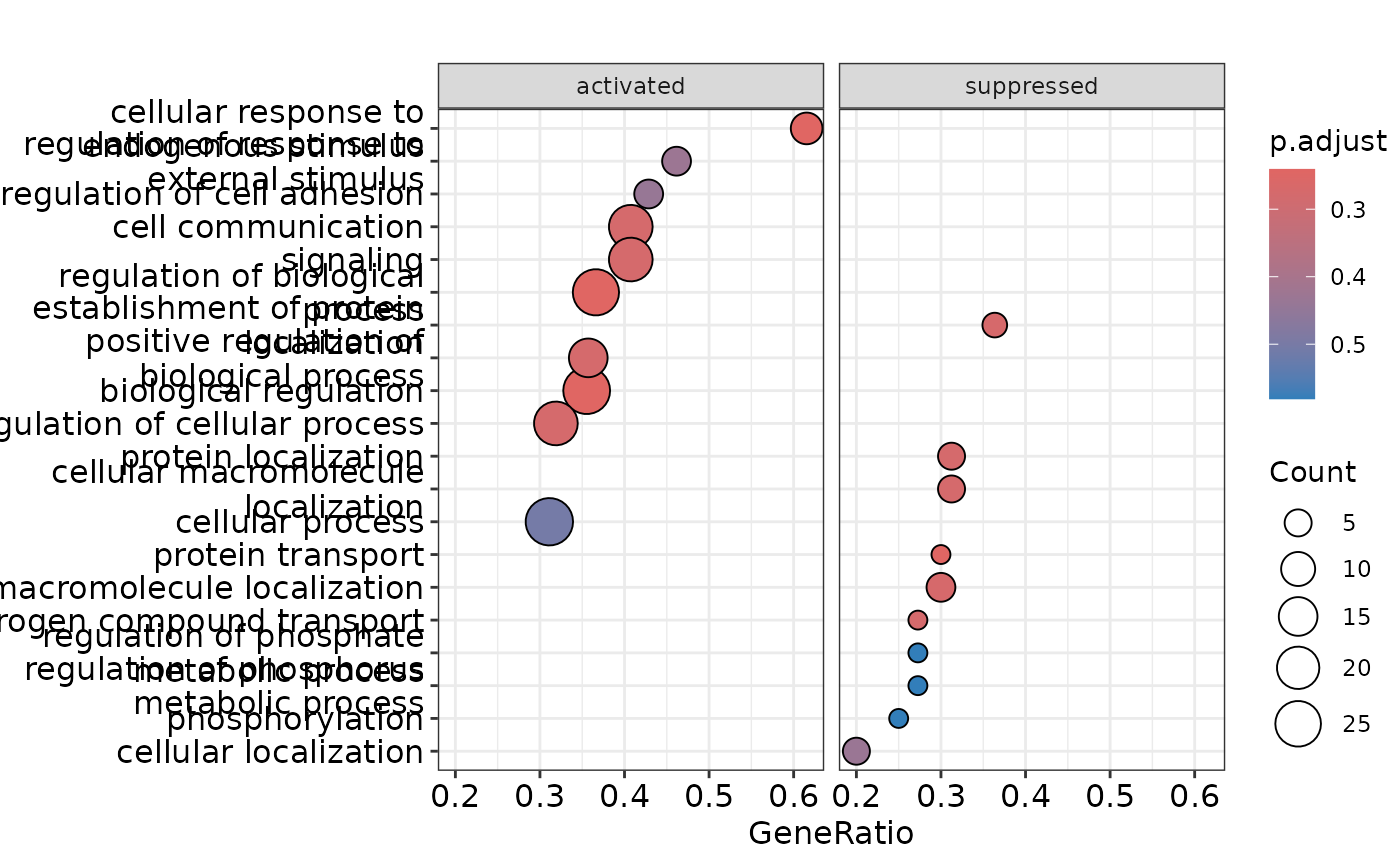 activated
suppressed
cellular response to
endogenous stimulus
regulation of response to
external stimulus
regulation of cell adhesion
cell communication
signaling
regulation of biological
process
establishment of protein
localization
positive regulation of
biological process
biological regulation
gulation of cellular process
protein localization
cellular macromolecule
localization
cellular process
protein transport
macromolecule localization
rogen compound transport
regulation of phosphate
metabolic process
regulation of phosphorus
metabolic process
phosphorylation
cellular localization
0.2 0.3 0.4 0.5 0.6
0.2 0.3 0.4 0.5 0.6
GeneRatio
p.adjust
0.3
0.4
0.5
Count
5
10
15
20
25